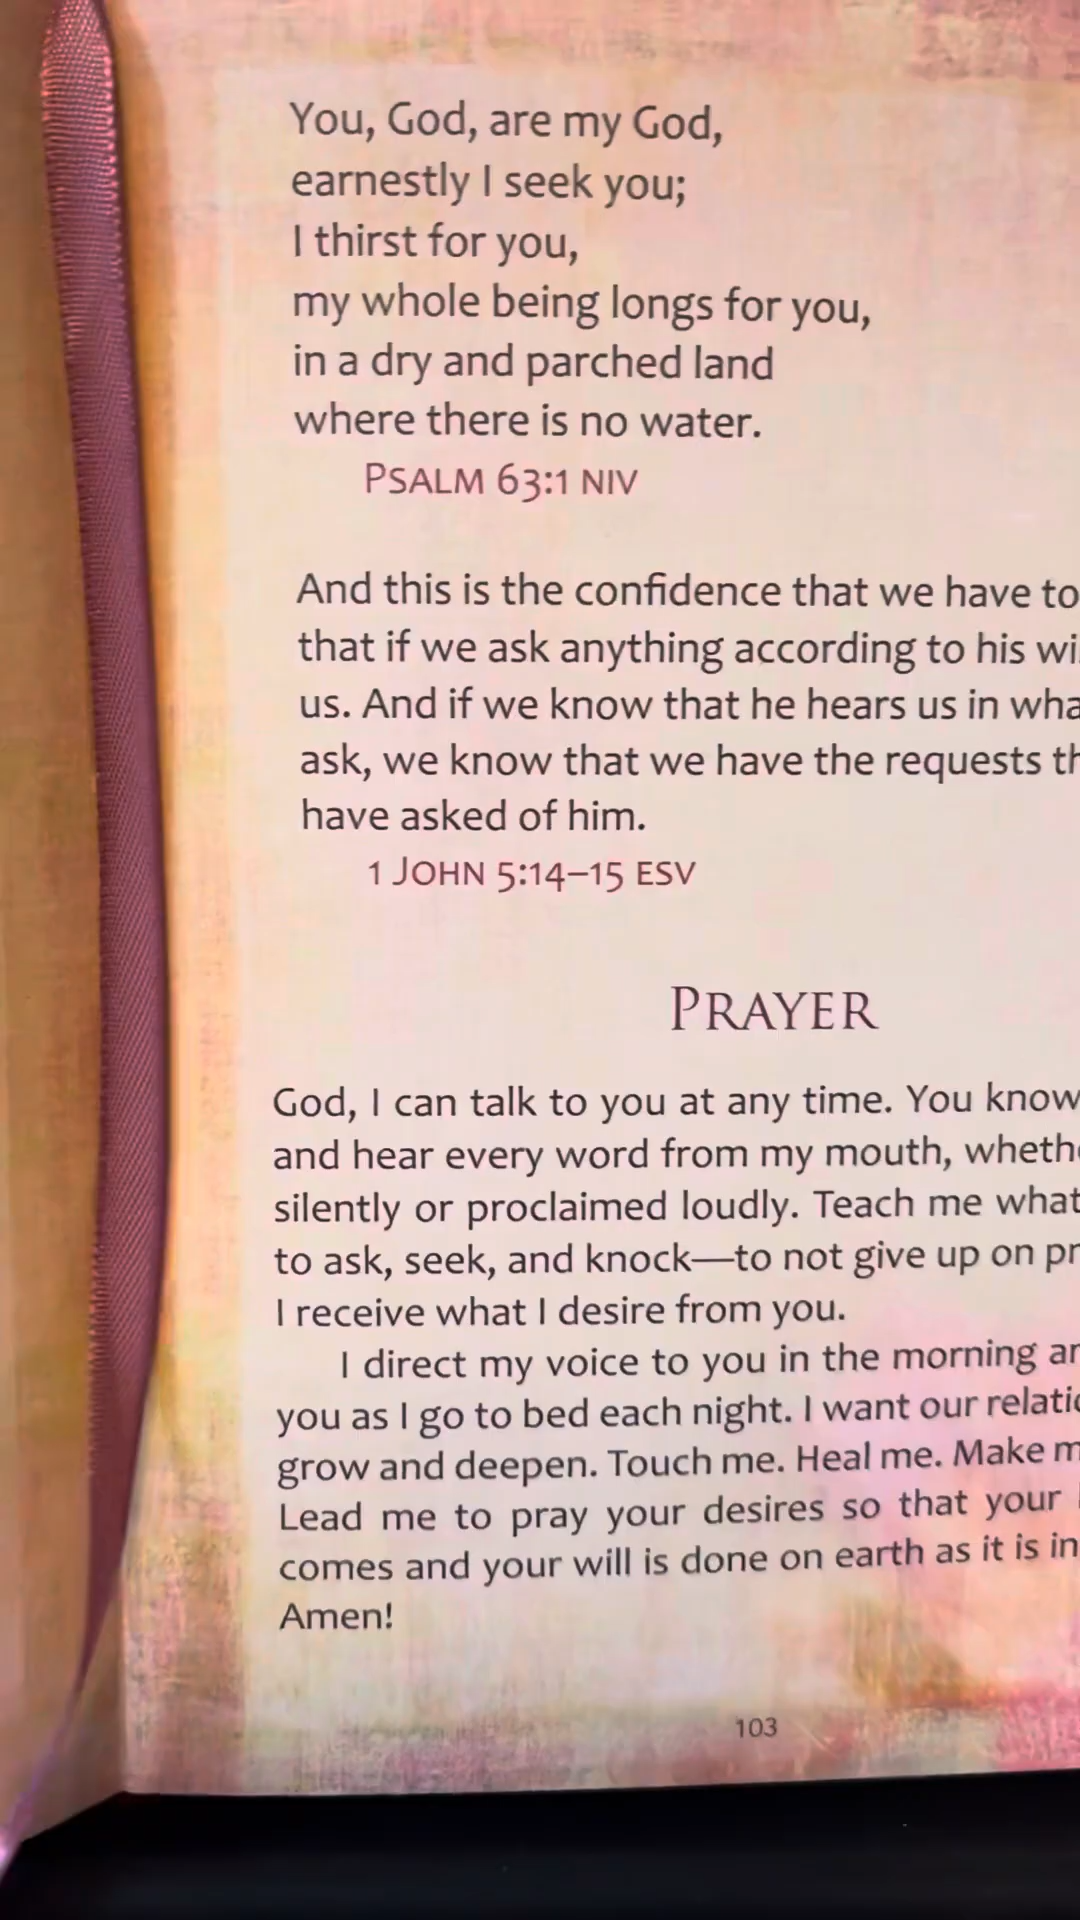 You, God, are my God,
earnestly I seek you;
I thirst for you,
my whole being longs for you,
in a dry and parched land
where there is no water.
PSALM 63:1 NIV
And this is the confidence that we have to
that if we ask anything according to his
us. And if we know that he hears us in
ask, we know that we have the requests
have asked of him.
1 JOHN 5:14–15 ESV
PRAYER
God, I can talk to you at any time. You know
and hear every word from my mouth,
silently or proclaimed loudly. Teach me what
to ask, seek, and knock—to not give up on
I receive what I desire from you.
I direct my voice to you in the morning
you as I go to bed each night. I want our
grow and deepen. Touch me. Heal me. Make
Lead me to pray your desires so that your
comes and your will is done on earth as it is in
Amen!
103